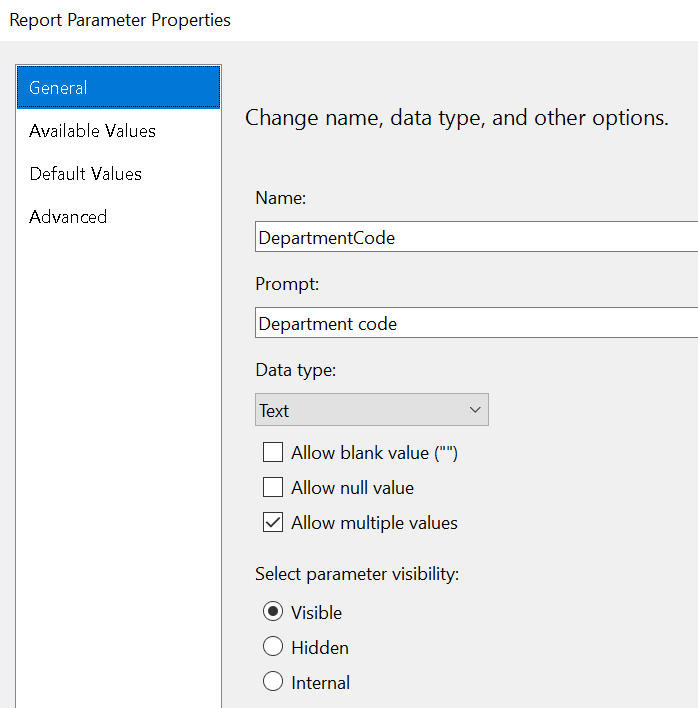 Report Parameter Properties
General
Available Values
Default Values
Advanced
Change name, data type, and other options.
Name:
DepartmentCode
Prompt:
Department code
Data type:
Text
Allow blank value ("")
Allow null value
Allow multiple values
Select parameter visibility:
Visible
Hidden
Internal